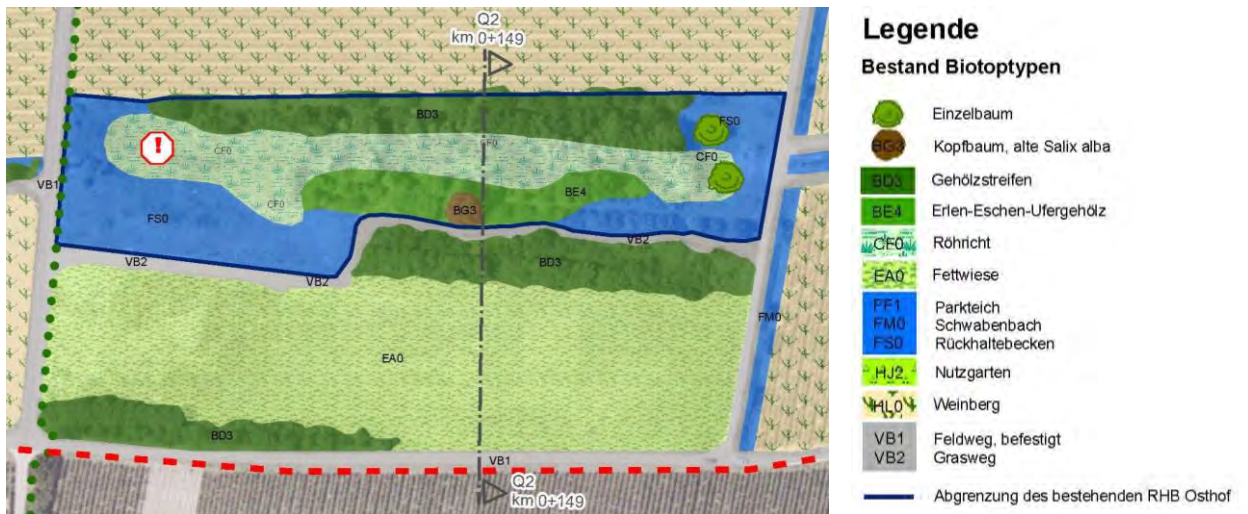 Q2
km 0+149
BD3
FS0
CF0
F0
CF0
VB1
BE4
CF0
FS0
BG3
VB2
VB2
VB2
BD3
FM0
EA0
BD3
VB1
Q2
km 0+149
Legende
Bestand Biotoptypen
Einzelbaum
BG3 Kopfbaum, alte Salix alba
BD3 Gehölzstreifen
BE4 Erlen-Eschen-Ufergehölz
CF0 Röhricht
EA0 Fettwiese
PF1 Parkteich
FM0 Schwabenbach
FS0 Rückhaltebecken
HJ2 Nutzgarten
HL0 Weinberg
VB1 Feldweg, befestigt
VB2 Grasweg
Abgrenzung des bestehenden RHB Osthof